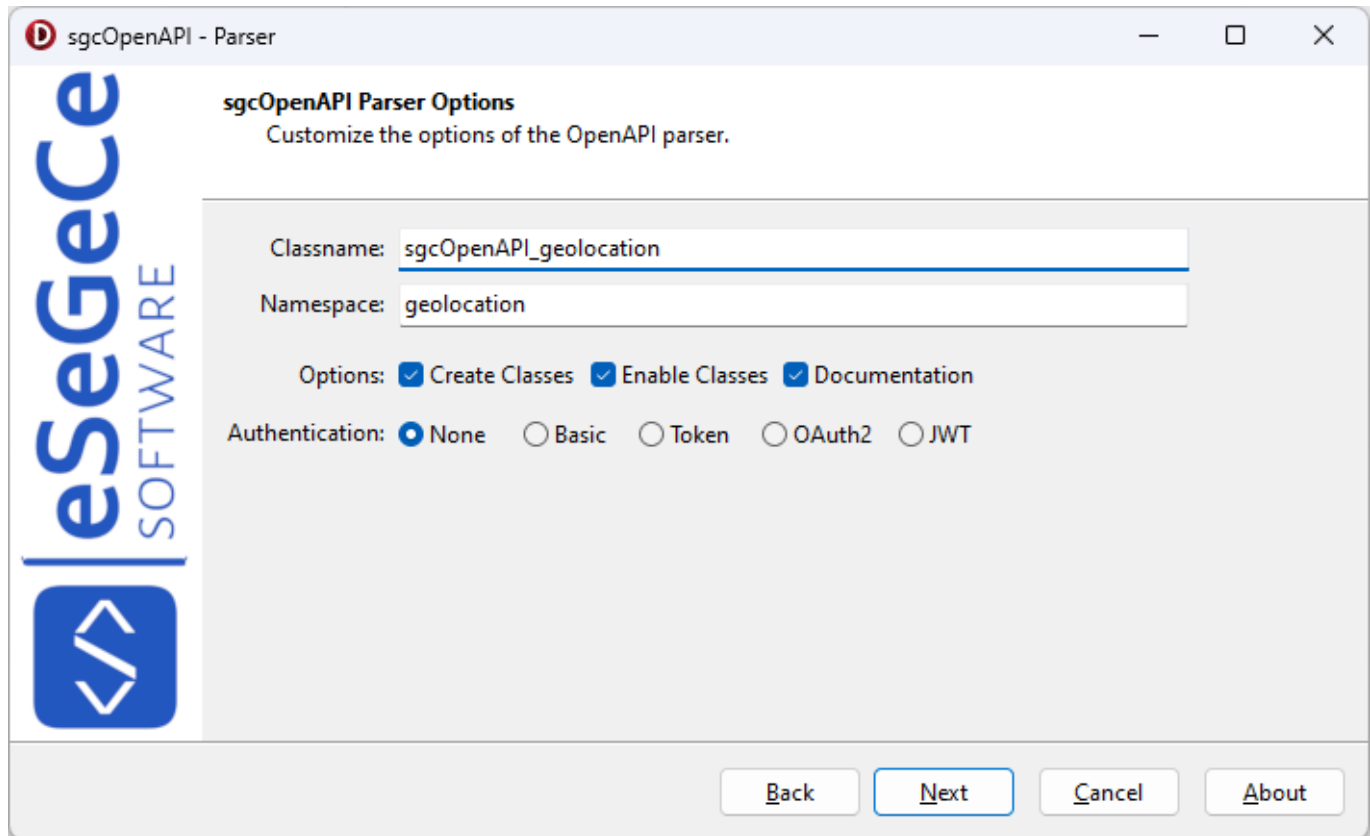 sgcOpenAPI - Parser
eSeGeCe
SOFTWARE
</>
sgcOpenAPI Parser Options
Customize the options of the OpenAPI parser.
Classname: sgcOpenAPI_geolocation
Namespace: geolocation
Options: Create Classes Enable Classes Documentation
Authentication: None Basic Token OAuth2 JWT
Back Next Cancel About